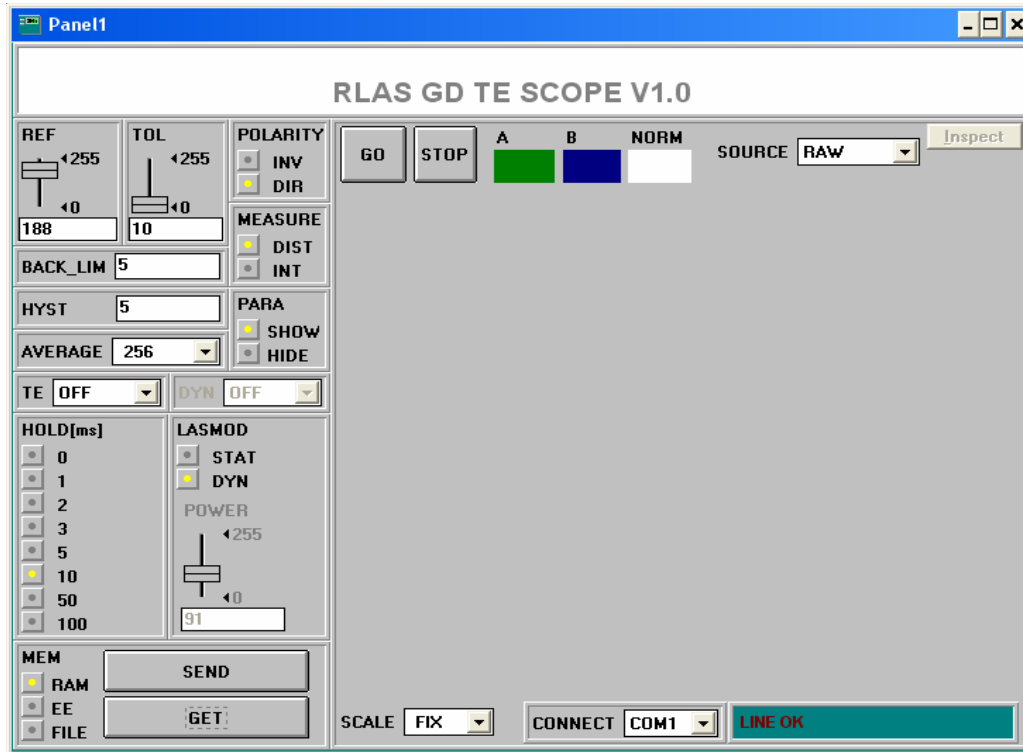 Panel1
RLAS GD TE SCOPE V1.0
REF
255
0
188
TOL
255
0
10
POLARITY
INV
DIR
BACK_LIM 5
MEASURE
DIST
INT
HYST 5
AVERAGE 256
PARA
SHOW
HIDE
TE OFF
DYN OFF
HOLD[ms]
0
1
2
3
5
10
50
100
LASMOD
STAT
DYN
POWER
255
0
91
MEM
RAM
EE
FILE
SEND
GET
GO
STOP
A
B
NORM
SOURCE RAW
Inspect
SCALE FIX
CONNECT COM1
LINE OK